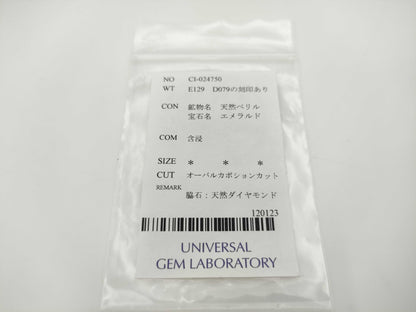 NO CI-024750
WT E129 D079の刻印あり
CON 鉱物名 天然ベリル
宝石名 エメラルド
COM 含浸
SIZE * * *
CUT オーバルカボションカット
REMARK
脇石:天然ダイヤモンド
120123
UNIVERSAL
GEM LABORATORY